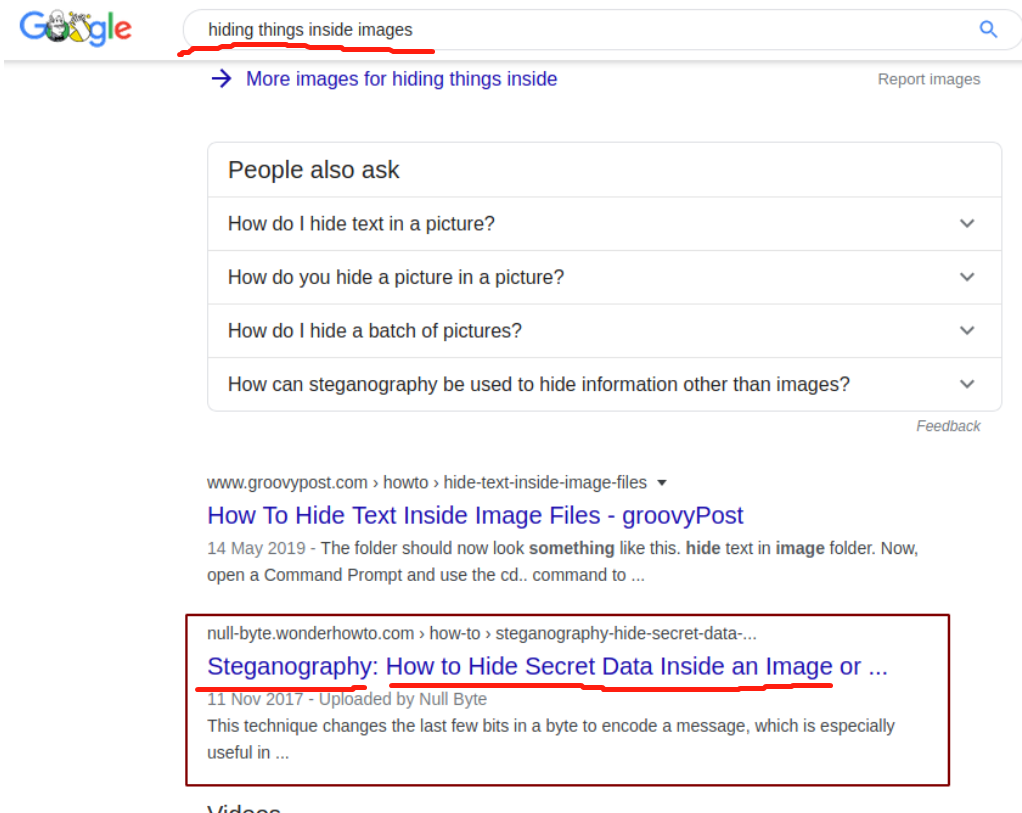 Google
hiding things inside images
More images for hiding things inside
Report images
People also ask
How do I hide text in a picture?
How do you hide a picture in a picture?
How do I hide a batch of pictures?
How can steganography be used to hide information other than images?
Feedback
www.groovypost.com › howto › hide-text-inside-image-files
How To Hide Text Inside Image Files - groovyPost
14 May 2019 - The folder should now look something like this. hide text in image folder. Now,
open a Command Prompt and use the cd.. command to ...
null-byte.wonderhowto.com › how-to › steganography-hide-secret-data-...
Steganography: How to Hide Secret Data Inside an Image or ...
11 Nov 2017 - Uploaded by Null Byte
This technique changes the last few bits in a byte to encode a message, which is especially
useful in ...
Videos